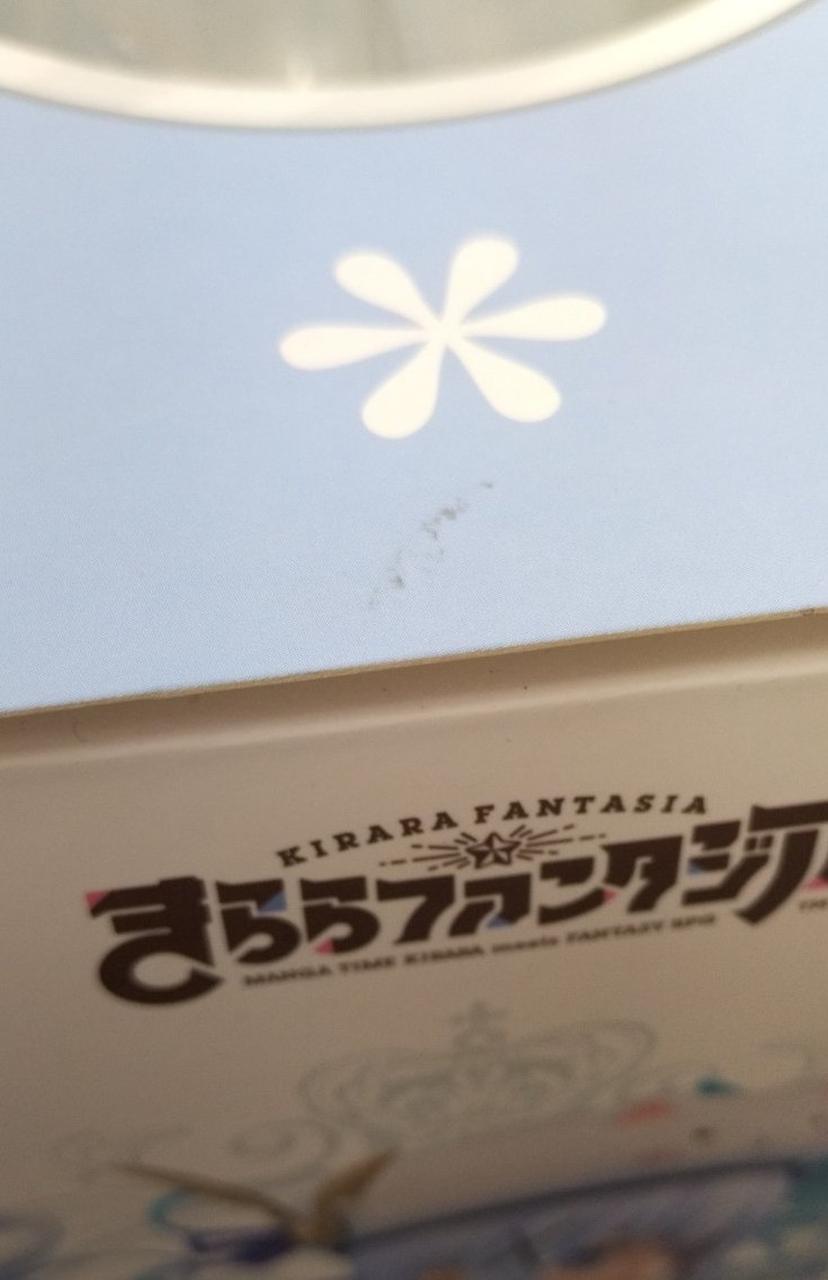 KIRARA FANTASIA
きららファンタジア
MANGA TIME KIRARA meets FANTASY RPG